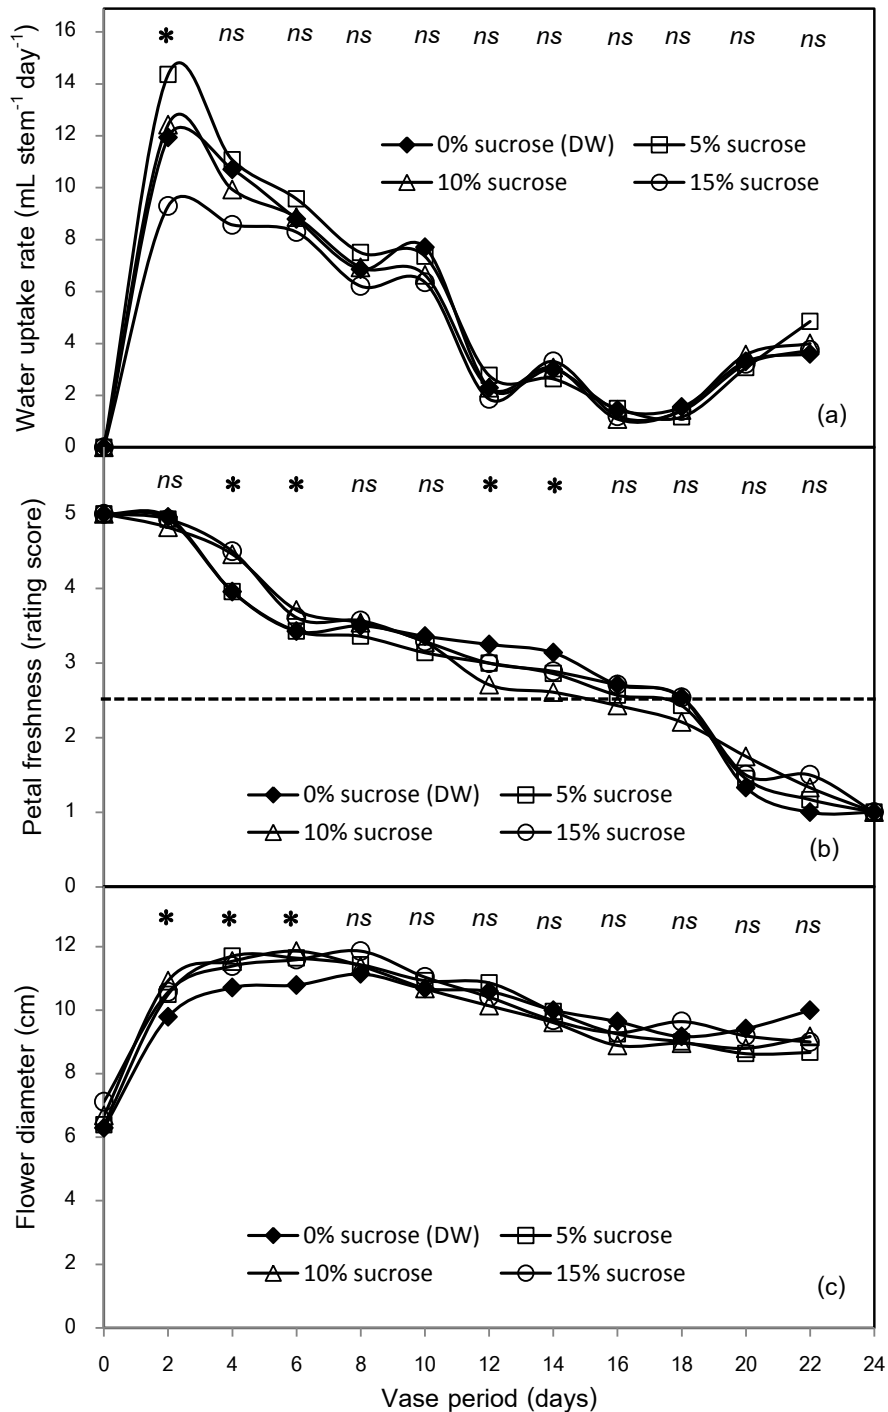 Water uptake rate (mL stem⁻¹ day⁻¹)
16
14
12
10
8
6
4
2
0
* ns ns ns ns ns ns ns ns ns ns
0% sucrose (DW) 5% sucrose
10% sucrose 15% sucrose
(a)
Petal freshness (rating score)
5
4
3
2
1
0
ns * * ns ns * * ns ns ns ns
0% sucrose (DW) 5% sucrose
10% sucrose 15% sucrose
(b)
Flower diameter (cm)
12
10
8
6
4
2
0
* * * ns ns ns ns ns ns ns ns
0% sucrose (DW) 5% sucrose
10% sucrose 15% sucrose
(c)
0 2 4 6 8 10 12 14 16 18 20 22 24
Vase period (days)